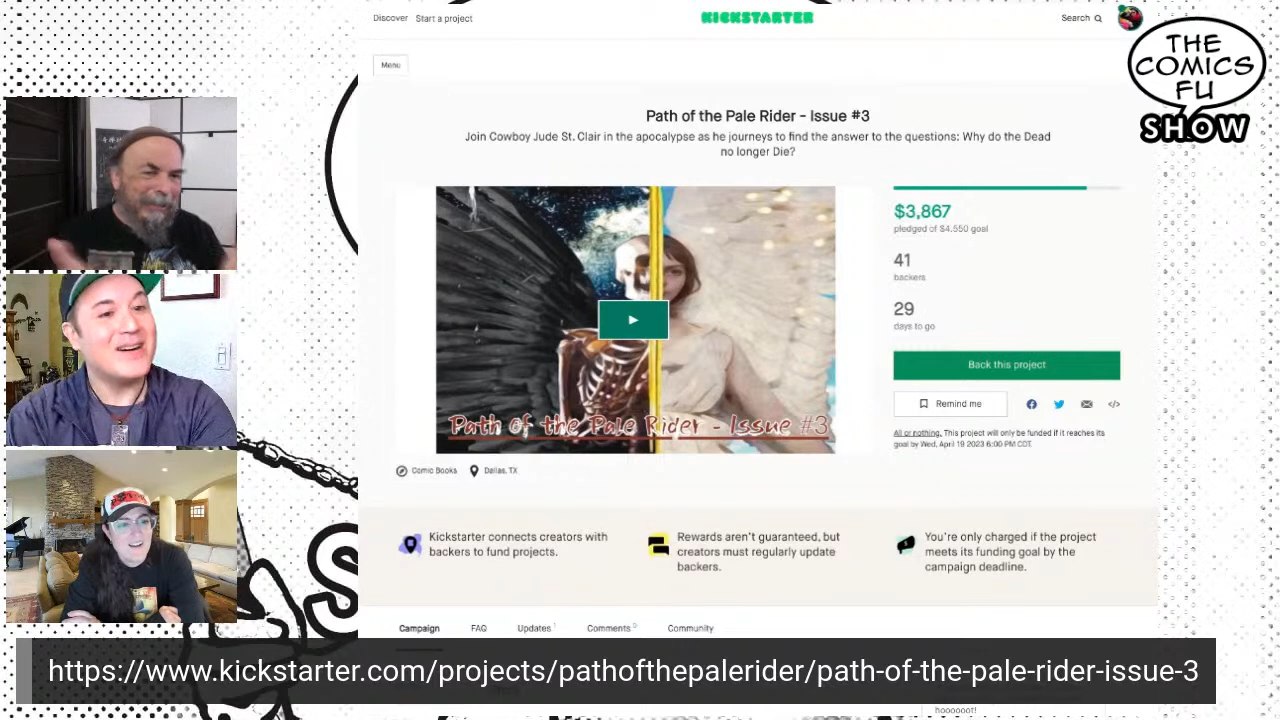 Discover
Start a project
KICKSTARTER
Search
THE
COMICS
FU
SHOW
Menu
Path of the Pale Rider - Issue #3
Join Cowboy Jude St. Clair in the apocalypse as he journeys to find the answer to the questions: Why do the Dead
no longer Die?
$3,867
pledged of $4,550 goal
41
backers
29
days to go
Back this project
Remind me
All or nothing. This project will only be funded if it reaches its
goal by Wed, April 19 2023 6:00 PM CDT.
Path of the Pale Rider - Issue #3
Comic Books
Dallas, TX
Kickstarter connects creators with
backers to fund projects.
Rewards aren't guaranteed, but
creators must regularly update
backers.
You're only charged if the project
meets its funding goal by the
campaign deadline.
Campaign
FAQ
Updates 1
Comments 0
Community
https://www.kickstarter.com/projects/pathofthepalerider/path-of-the-pale-rider-issue-3
hooooot!